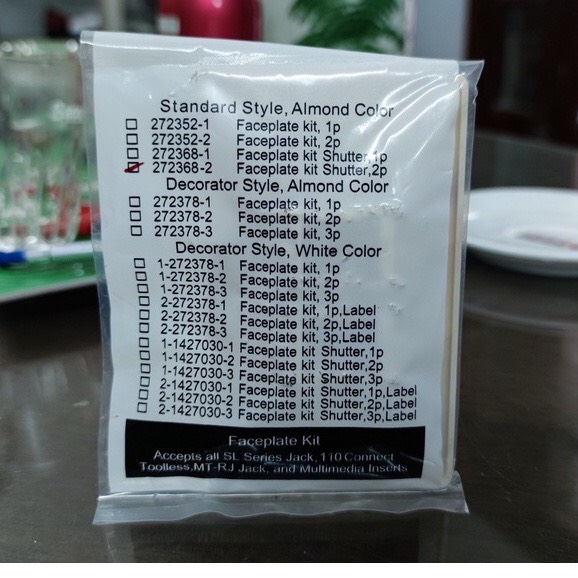 Standard Style, Almond Color
272352-1 Faceplate kit, 1p
272352-2 Faceplate kit, 2p
272368-1 Faceplate kit Shutter,1p
272368-2 Faceplate kit Shutter,2p
Decorator Style, Almond Color
272378-1 Faceplate kit, 1p
272378-2 Faceplate kit, 2p
272378-3 Faceplate kit, 3p
Decorator Style, White Color
1-272378-1 Faceplate kit, 1p
1-272378-2 Faceplate kit, 2p
1-272378-3 Faceplate kit, 3p
2-272378-1 Faceplate kit, 1p,Label
2-272378-2 Faceplate kit, 2p,Label
2-272378-3 Faceplate kit, 3p,Label
1-1427030-1 Faceplate kit Shutter,1p
1-1427030-2 Faceplate kit Shutter,2p
1-1427030-3 Faceplate kit Shutter,3p
2-1427030-1 Faceplate kit Shutter,1p,Label
2-1427030-2 Faceplate kit Shutter,2p,Label
2-1427030-3 Faceplate kit Shutter,3p,Label
Faceplate Kit
Accepts all SL Series Jack, 110 Connect
Toolless,MT-RJ Jack, and Multimedia Inserts